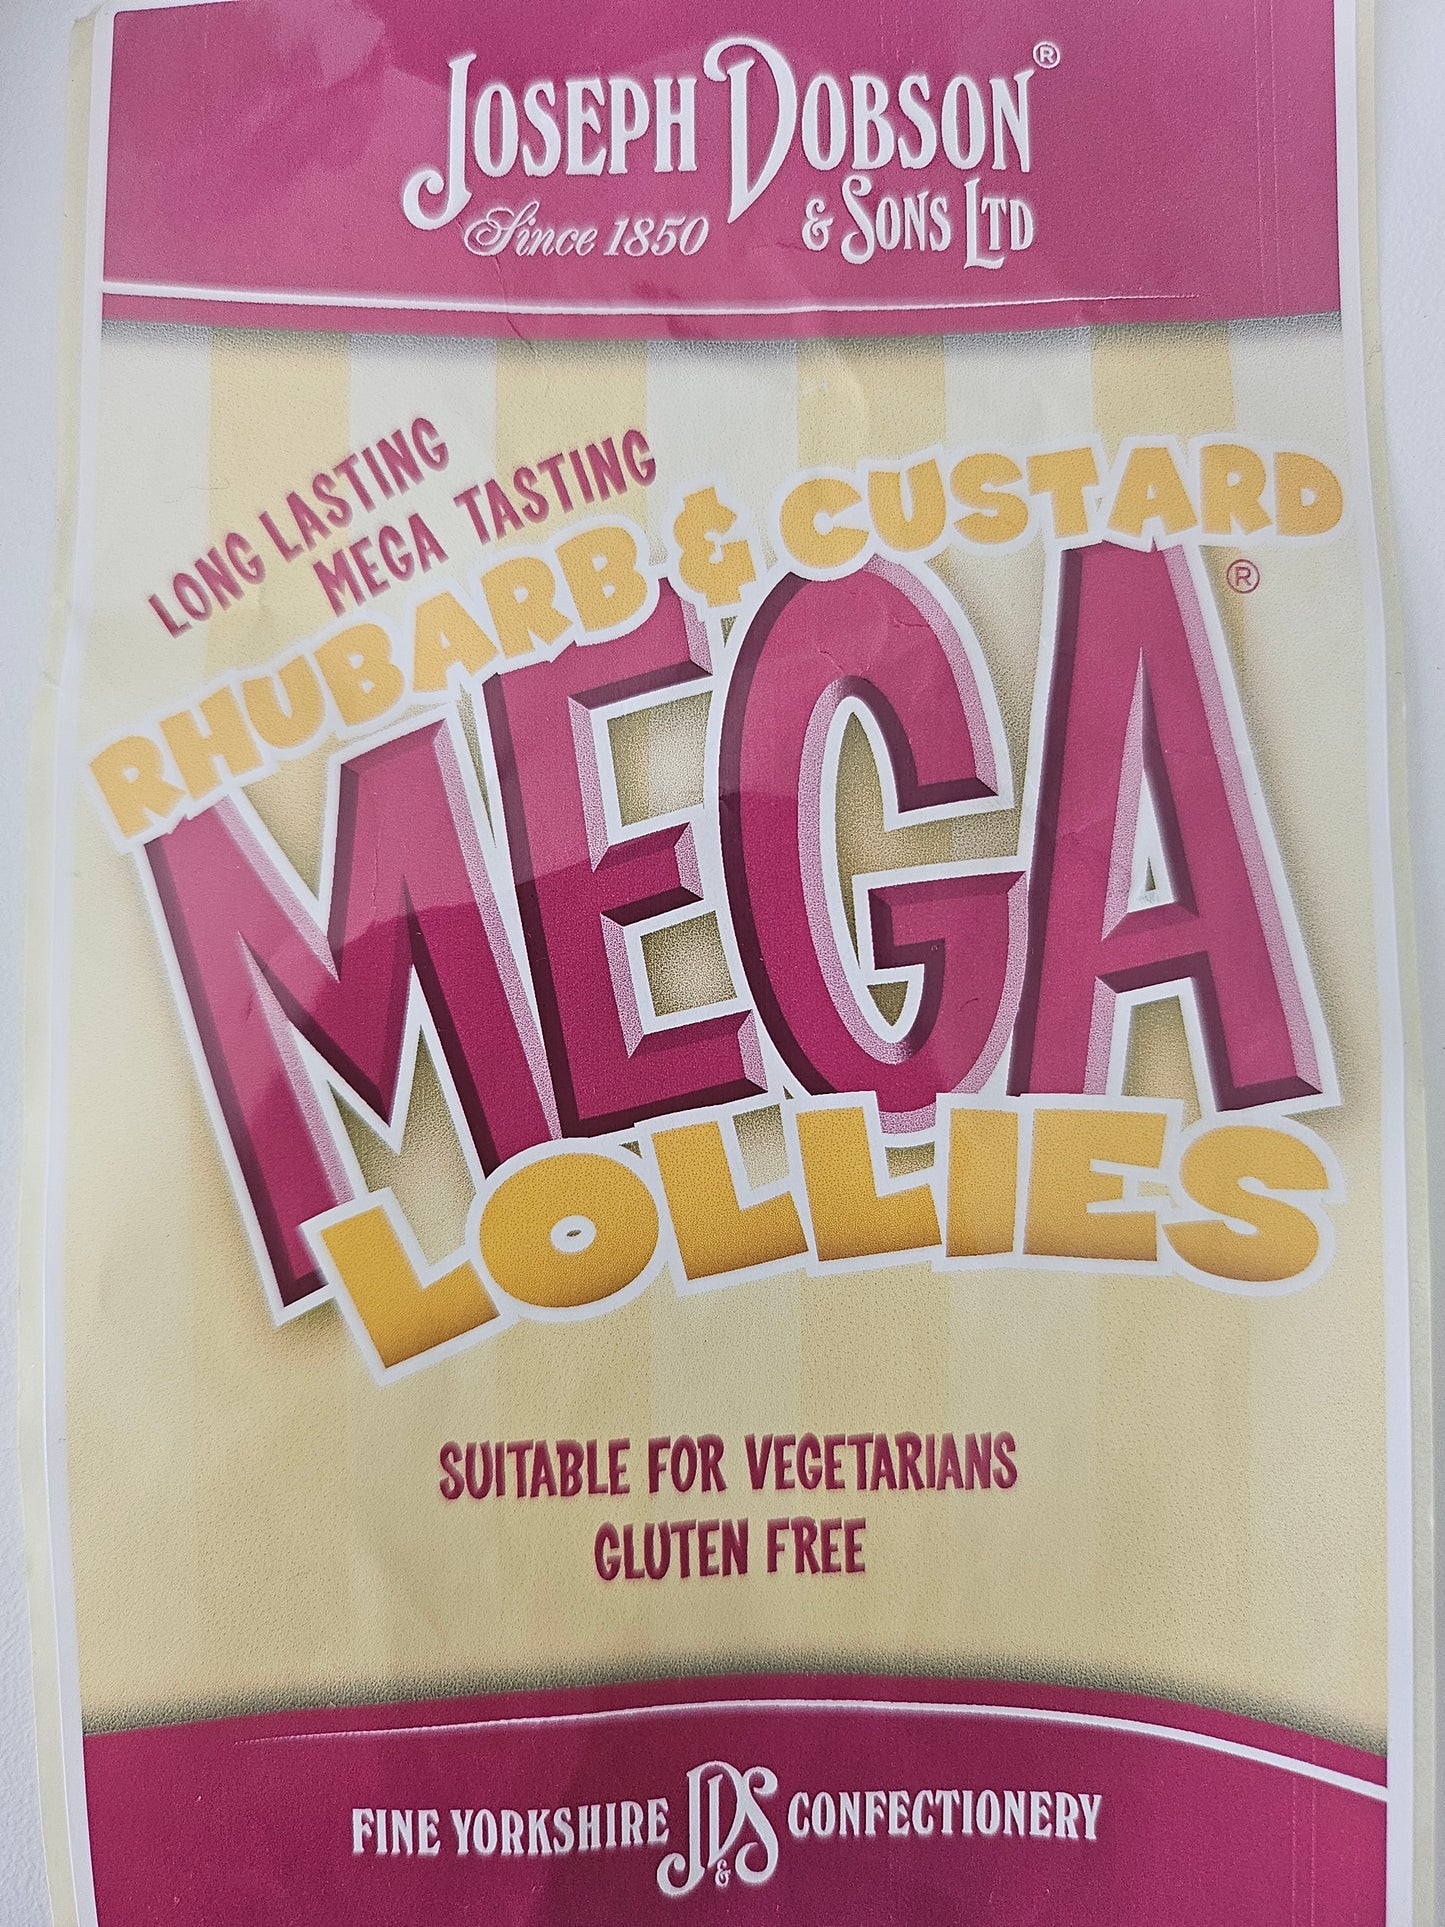 JOSEPH DOBSON®
Since 1850 & SONS LTD
LONG LASTING
MEGA TASTING
RHUBARB & CUSTARD
MEGA®
LOLLIES
SUITABLE FOR VEGETARIANS
GLUTEN FREE
FINE YORKSHIRE JD&S CONFECTIONERY